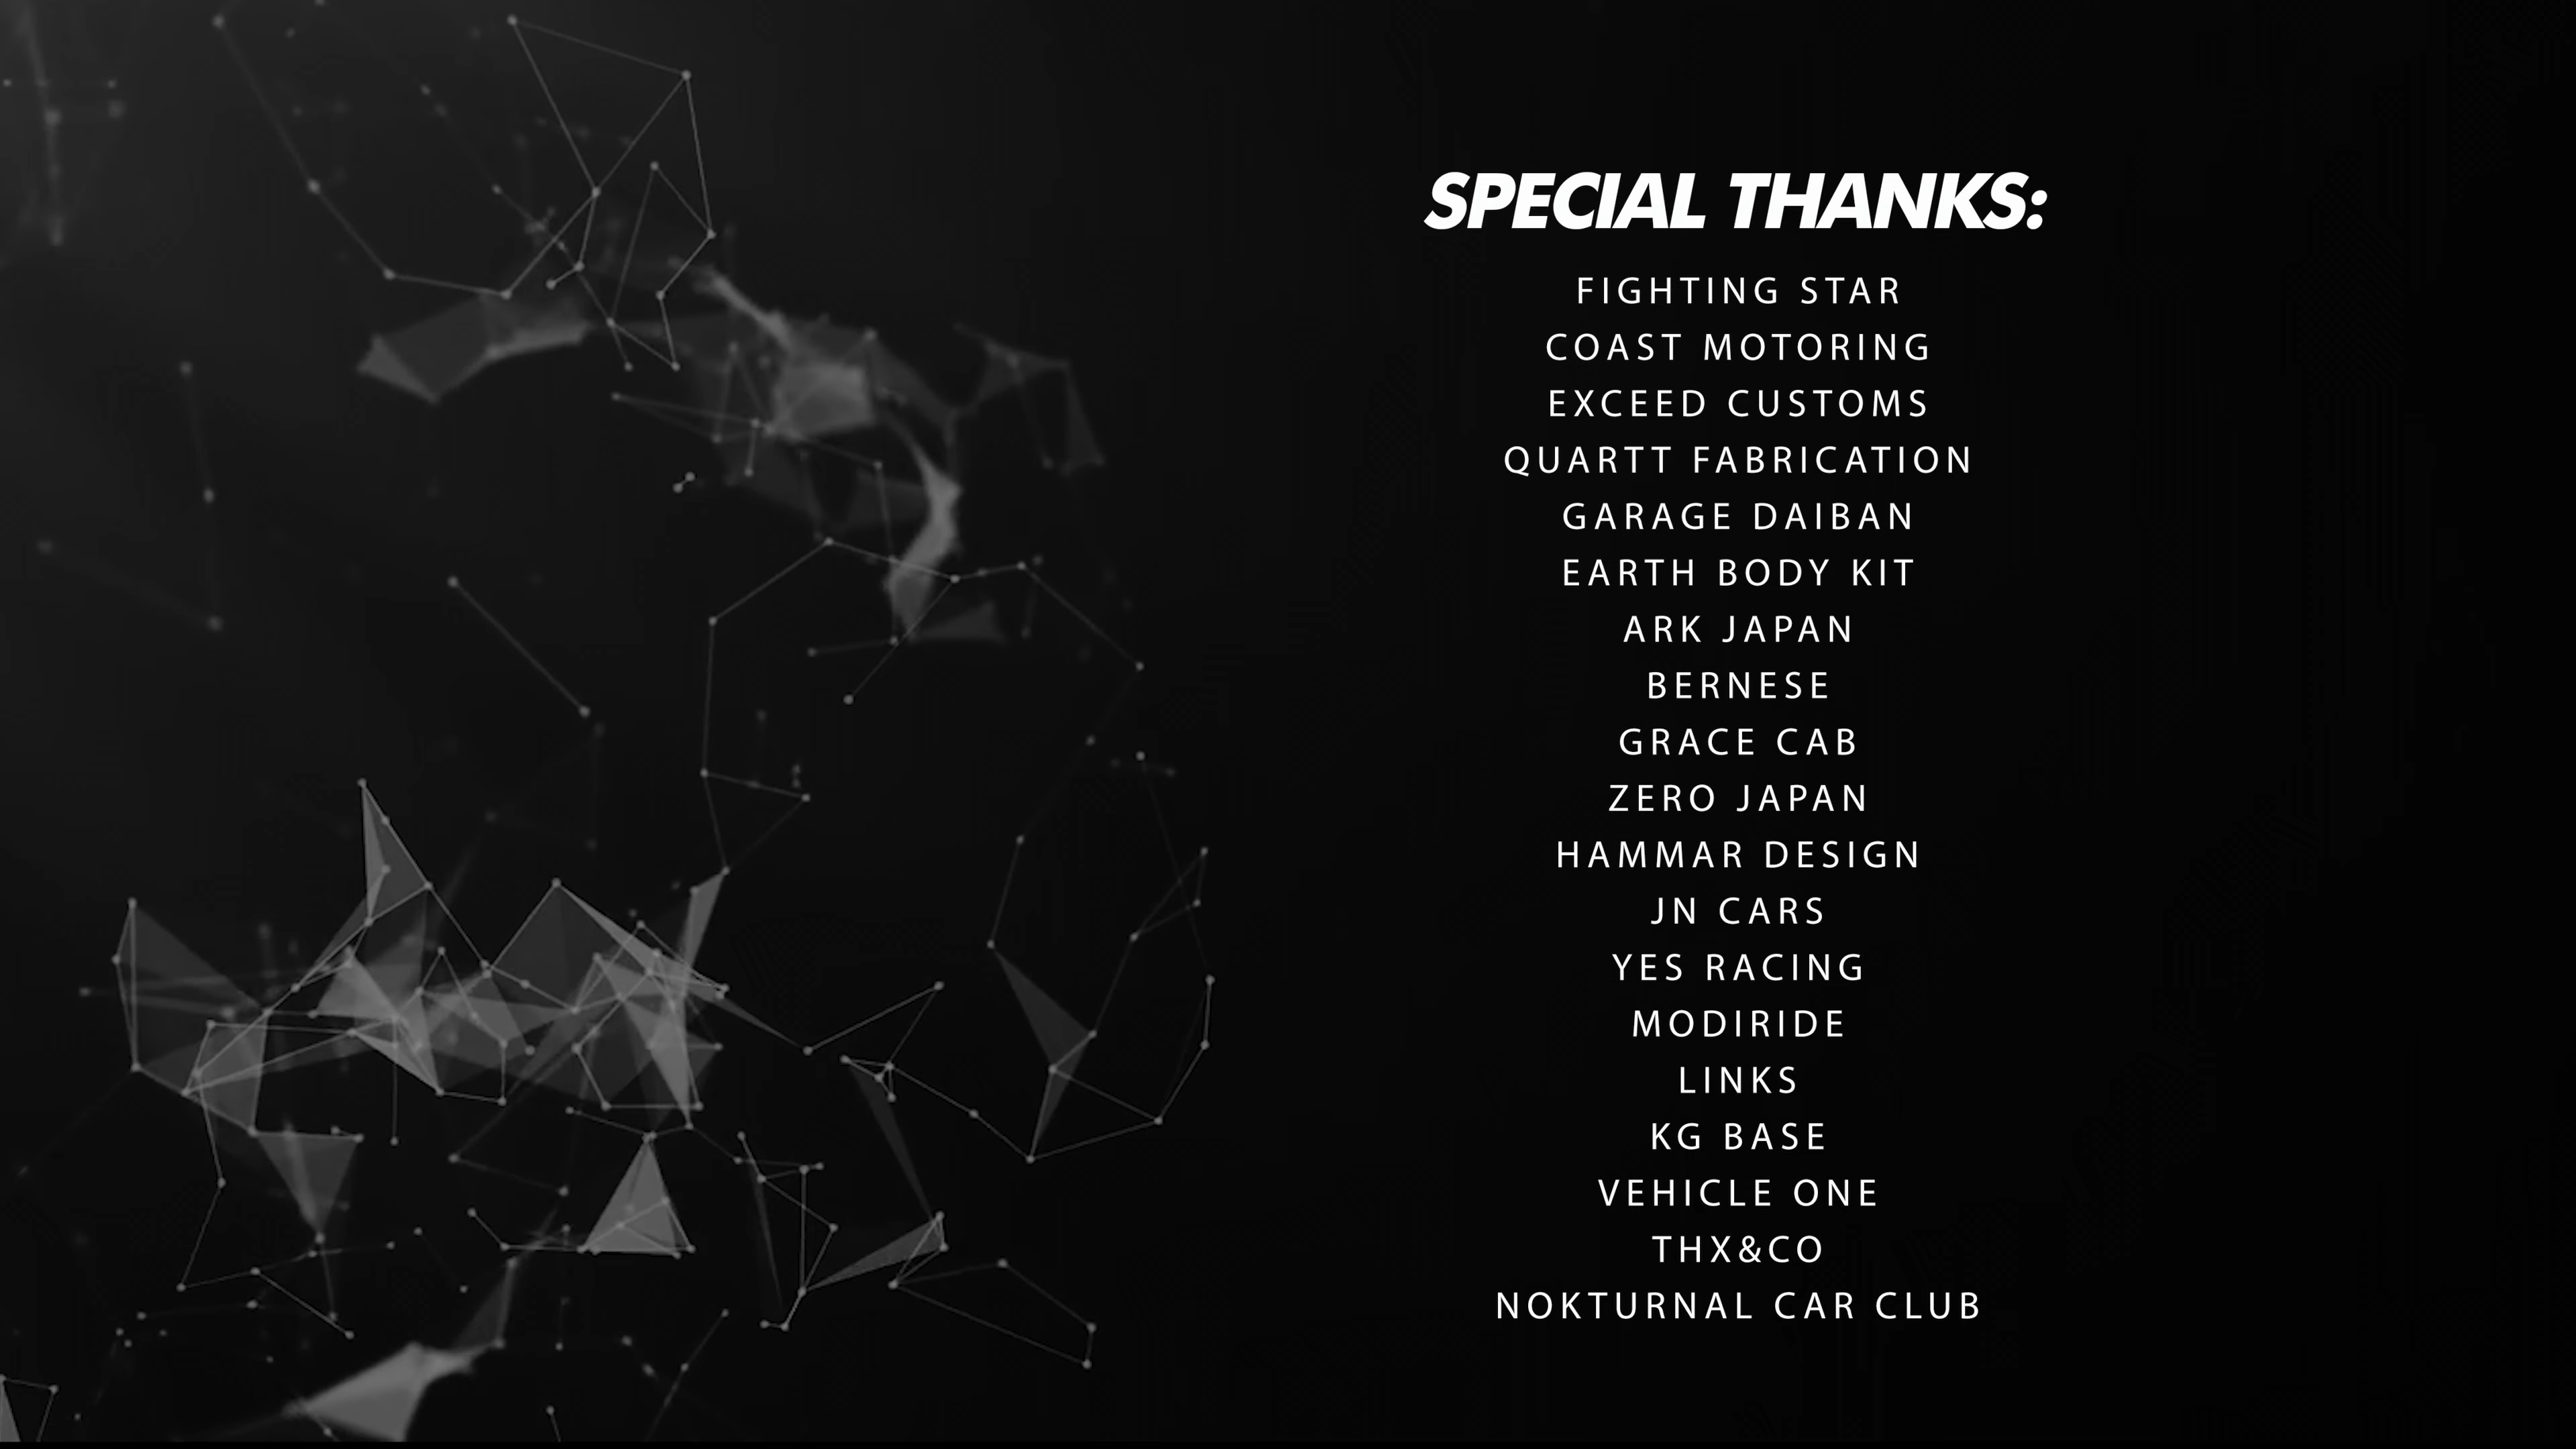 SPECIAL THANKS:
FIGHTING STAR
COAST MOTORING
EXCEED CUSTOMS
QUARTT FABRICATION
GARAGE DAIBAN
EARTH BODY KIT
ARK JAPAN
BERNESE
GRACE CAB
ZERO JAPAN
HAMMAR DESIGN
JN CARS
YES RACING
MODIRIDE
LINKS
KG BASE
VEHICLE ONE
THX&CO
NOKTURNAL CAR CLUB